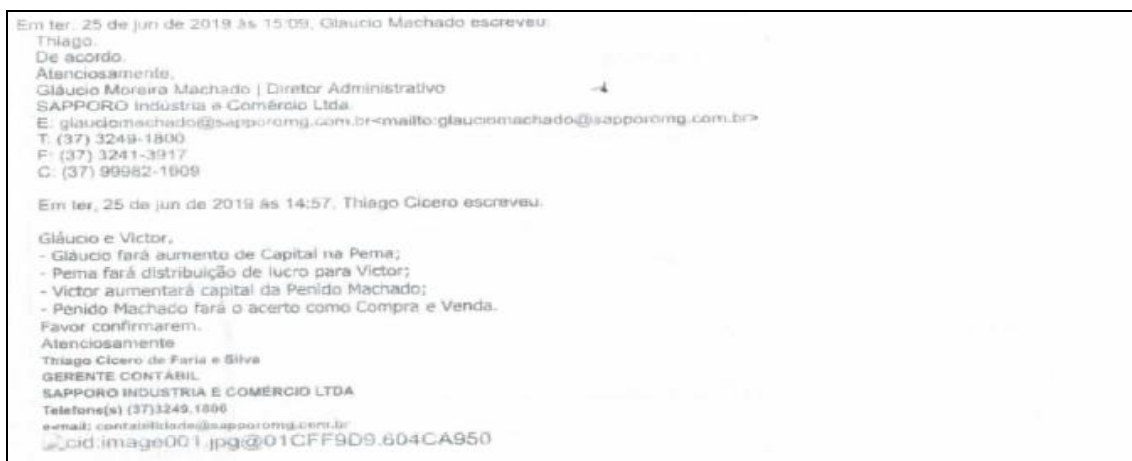 Em ter, 25 de jun de 2019 às 15:09, Glaucio Machado escreveu:
Thiago.
De acordo.
Atenciosamente,
Gláucio Moreira Machado | Diretor Administrativo
SAPPORO Indústria e Comércio Ltda.
E: glauciomachado@sapporomg.com.br<mailto:glauciomachado@sapporomg.com.br>
T: (37) 3249-1800
F: (37) 3241-3917
C: (37) 99982-1609
Em ter, 25 de jun de 2019 às 14:57, Thiago Cicero escreveu:
Gláucio e Victor,
- Gláucio fará aumento de Capital na Pema;
- Pema fará distribuição de lucro para Victor;
- Victor aumentará capital da Penido Machado;
- Penido Machado fará o acerto como Compra e Venda.
Favor confirmarem.
Atenciosamente
Thiago Cicero de Faria e Silva
GERENTE CONTÁBIL
SAPPORO INDUSTRIA E COMÉRCIO LTDA
Telefone(s) (37)3249.1800
e-mail: contabilidade@sapporomg.com.br
cid:image001.jpg@01CFF9D9.604CA950